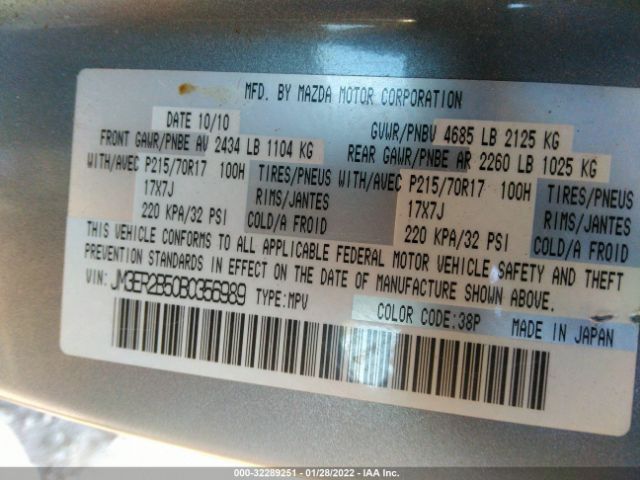 MFD. BY MAZDA MOTOR CORPORATION
DATE 10/10 GVWR/PNBV 4685 LB 2125 KG
FRONT GAWR/PNBE AV 2434 LB 1104 KG REAR GAWR/PNBE AR 2260 LB 1025 KG
WITH/AVEC P215/70R17 100H TIRES/PNEUS WITH/AVEC P215/70R17 100H TIRES/PNEUS
17X7J RIMS/JANTES 17X7J RIMS/JANTES
220 KPA/32 PSI COLD/A FROID 220 KPA/32 PSI COLD/A FROID
THIS VEHICLE CONFORMS TO ALL APPLICABLE FEDERAL MOTOR VEHICLE SAFETY AND THEFT
PREVENTION STANDARDS IN EFFECT ON THE DATE OF MANUFACTURE SHOWN ABOVE.
VIN: JM3ER2B50B0356989 TYPE:MPV
COLOR CODE:38P MADE IN JAPAN
000-32289251 - 01/28/2022 - IAA Inc.